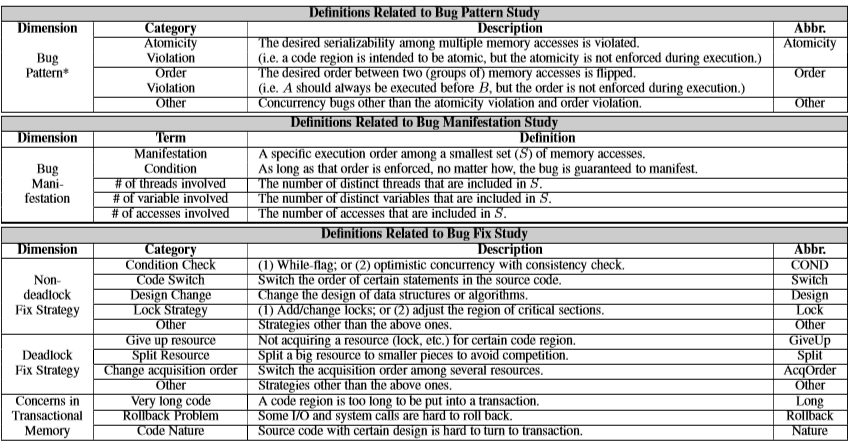 Definitions Related to Bug Pattern Study
Dimension Category Description Abbr.
Bug Pattern* Atomicity Violation The desired serializability among multiple memory accesses is violated. (i.e. a code region is intended to be atomic, but the atomicity is not enforced during execution.) Atomicity
Order Violation The desired order between two (groups of) memory accesses is flipped. (i.e. A should always be executed before B, but the order is not enforced during execution.) Order
Other Concurrency bugs other than the atomicity violation and order violation. Other
Definitions Related to Bug Manifestation Study
Dimension Term Definition
Bug Mani- festation Manifestation Condition A specific execution order among a smallest set (S) of memory accesses. As long as that order is enforced, no matter how, the bug is guaranteed to manifest.
# of threads involved The number of distinct threads that are included in S.
# of variable involved The number of distinct variables that are included in S.
# of accesses involved The number of accesses that are included in S.
Definitions Related to Bug Fix Study
Dimension Category Description Abbr.
Non- deadlock Fix Strategy Condition Check (1) While-flag; or (2) optimistic concurrency with consistency check. COND
Code Switch Switch the order of certain statements in the source code. Switch
Design Change Change the design of data structures or algorithms. Design
Lock Strategy (1) Add/change locks; or (2) adjust the region of critical sections. Lock
Other Strategies other than the above ones. Other
Deadlock Fix Strategy Give up resource Not acquiring a resource (lock, etc.) for certain code region. GiveUp
Split Resource Split a big resource to smaller pieces to avoid competition. Split
Change acquisition order Switch the acquisition order among several resources. AcqOrder
Other Strategies other than the above ones. Other
Concerns in Transactional Memory Very long code A code region is too long to be put into a transaction. Long
Rollback Problem Some I/O and system calls are hard to roll back. Rollback
Code Nature Source code with certain design is hard to turn to transaction. Nature